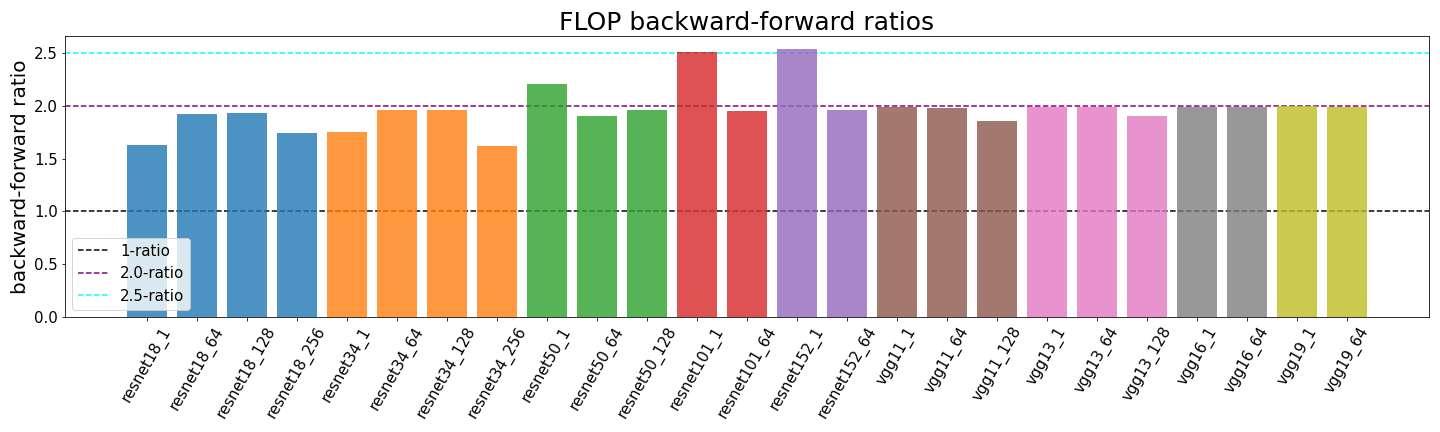 FLOP backward-forward ratios
backward-forward ratio
2.5
2.0
1.5
1.0
0.5
0.0
1-ratio
2.0-ratio
2.5-ratio
resnet18_1
resnet18_64
resnet18_128
resnet18_256
resnet34_1
resnet34_64
resnet34_128
resnet34_256
resnet50_1
resnet50_64
resnet50_128
resnet101_1
resnet101_64
resnet152_1
resnet152_64
vgg11_1
vgg11_64
vgg11_128
vgg13_1
vgg13_64
vgg13_128
vgg16_1
vgg16_64
vgg19_1
vgg19_64